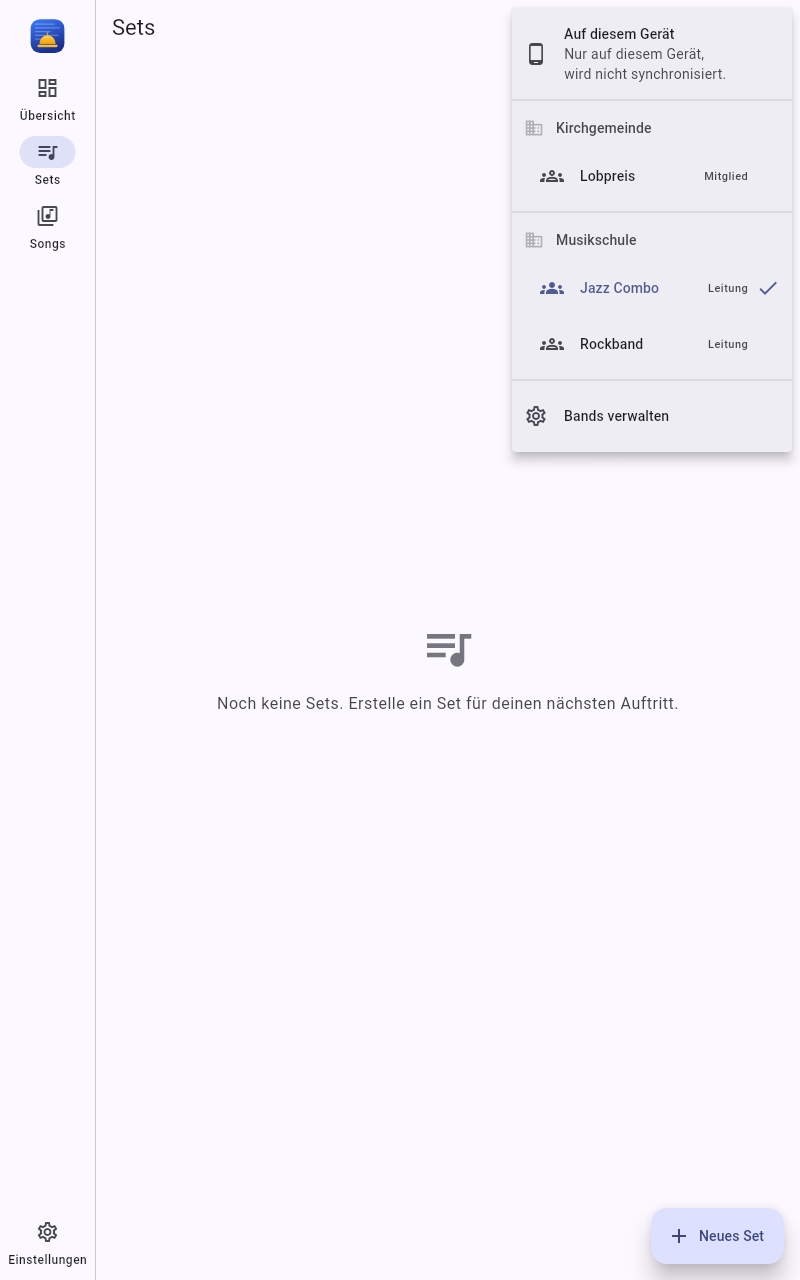 Sets
Übersicht
Sets
Songs
Einstellungen
Auf diesem Gerät
Nur auf diesem Gerät,
wird nicht synchronisiert.
Kirchgemeinde
Lobpreis Mitglied
Musikschule
Jazz Combo Leitung
Rockband Leitung
Bands verwalten
Noch keine Sets. Erstelle ein Set für deinen nächsten Auftritt.
Neues Set